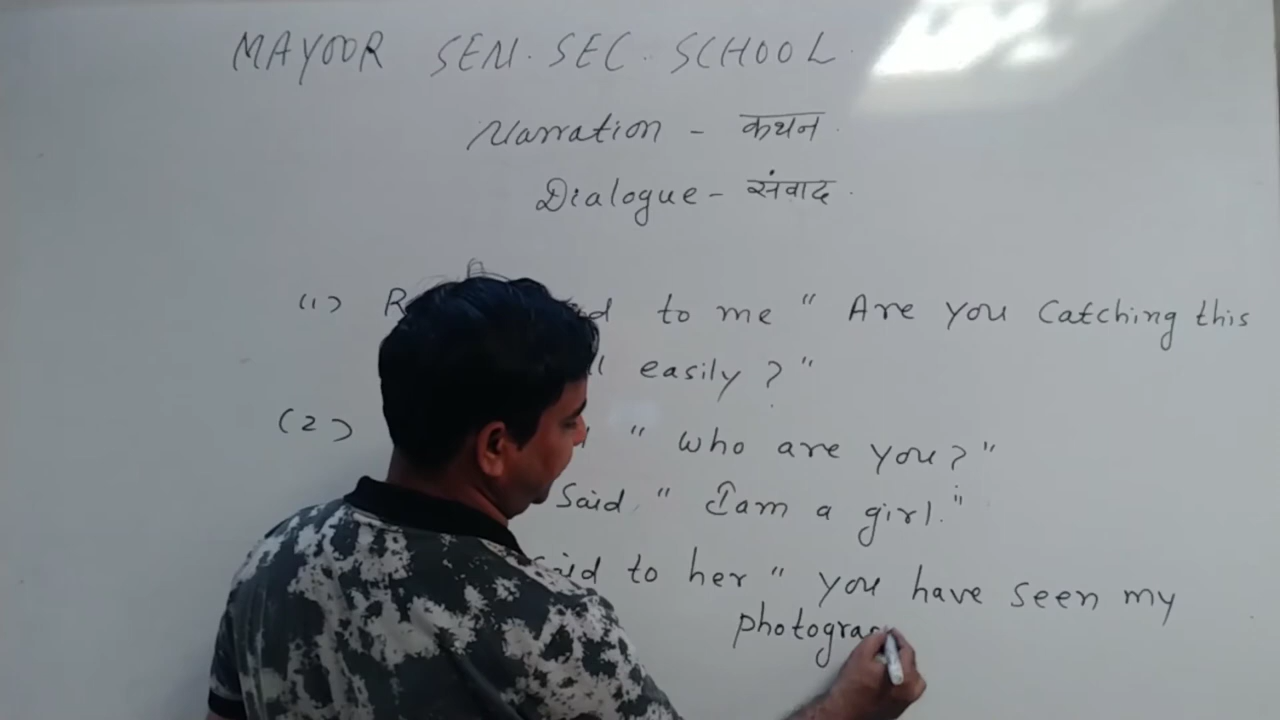 MAYOOR SEN. SEC. SCHOOL.
Narration - कथन.
Dialogue - संवाद.
(1) to me " Are you Catching this
easily ? "
(2) " who are you ? "
Said " I am a girl. "
said to her " you have seen my